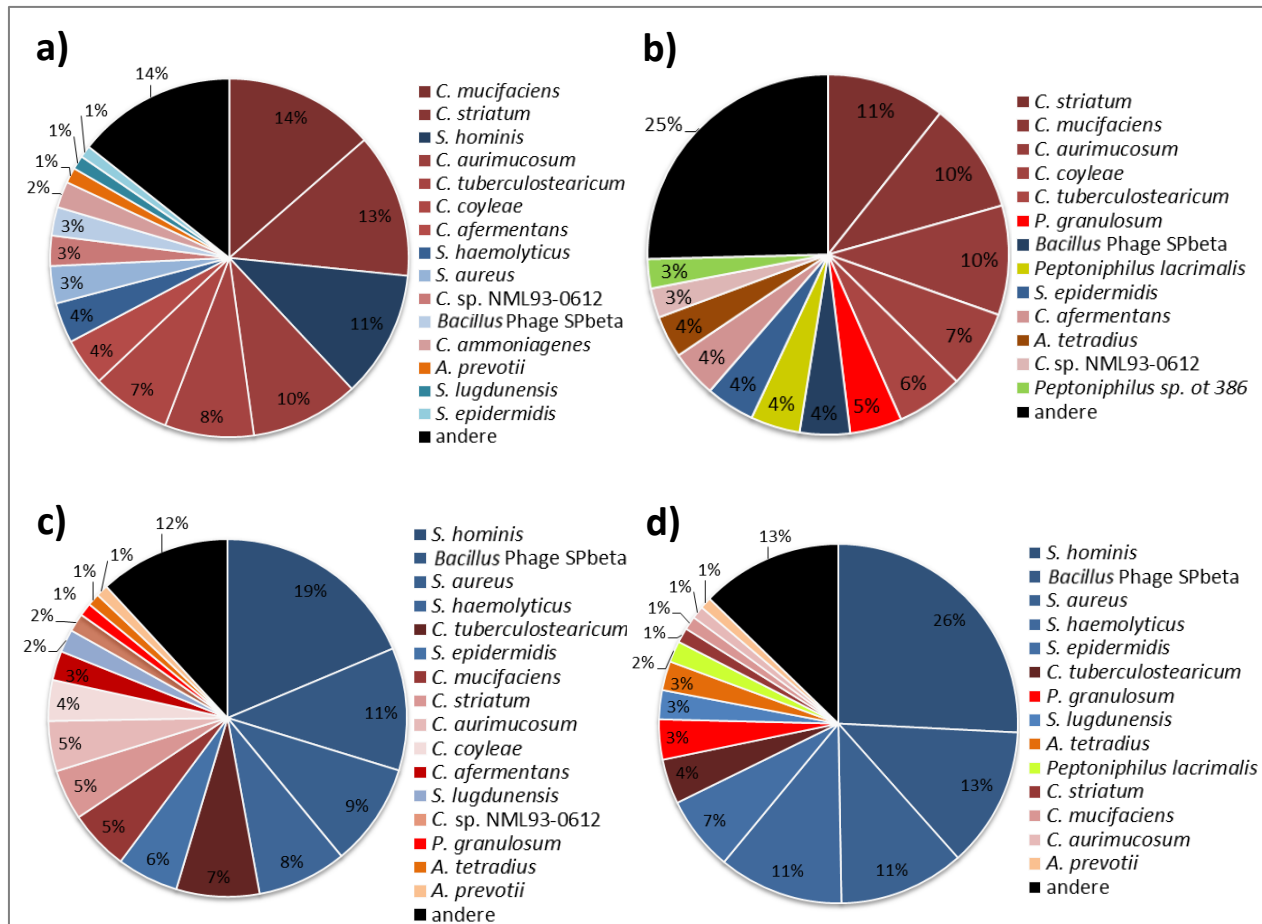 a)
14%
14%
13%
11%
10%
8%
7%
4%
4%
3%
3%
3%
2%
1%
1%
1%
C. mucifaciens
C. striatum
S. hominis
C. aurimucosum
C. tuberculostearicum
C. coyleae
C. afermentans
S. haemolyticus
S. aureus
C. sp. NML93-0612
Bacillus Phage SPbeta
C. ammoniagenes
A. prevotii
S. lugdunensis
S. epidermidis
andere
b)
25%
11%
10%
10%
7%
6%
5%
4%
4%
4%
4%
4%
3%
3%
C. striatum
C. mucifaciens
C. aurimucosum
C. coyleae
C. tuberculostearicum
P. granulosum
Bacillus Phage SPbeta
Peptoniphilus lacrimalis
S. epidermidis
C. afermentans
A. tetradius
C. sp. NML93-0612
Peptoniphilus sp. ot 386
andere
c)
12%
19%
11%
9%
8%
7%
6%
5%
5%
5%
4%
3%
2%
2%
1%
1%
1%
S. hominis
Bacillus Phage SPbeta
S. aureus
S. haemolyticus
C. tuberculostearicum
S. epidermidis
C. mucifaciens
C. striatum
C. aurimucosum
C. coyleae
C. afermentans
S. lugdunensis
C. sp. NML93-0612
P. granulosum
A. tetradius
A. prevotii
andere
d)
13%
26%
13%
11%
11%
7%
4%
3%
3%
3%
2%
1%
1%
1%
1%
S. hominis
Bacillus Phage SPbeta
S. aureus
S. haemolyticus
S. epidermidis
C. tuberculostearicum
P. granulosum
S. lugdunensis
A. tetradius
Peptoniphilus lacrimalis
C. striatum
C. mucifaciens
C. aurimucosum
A. prevotii
andere